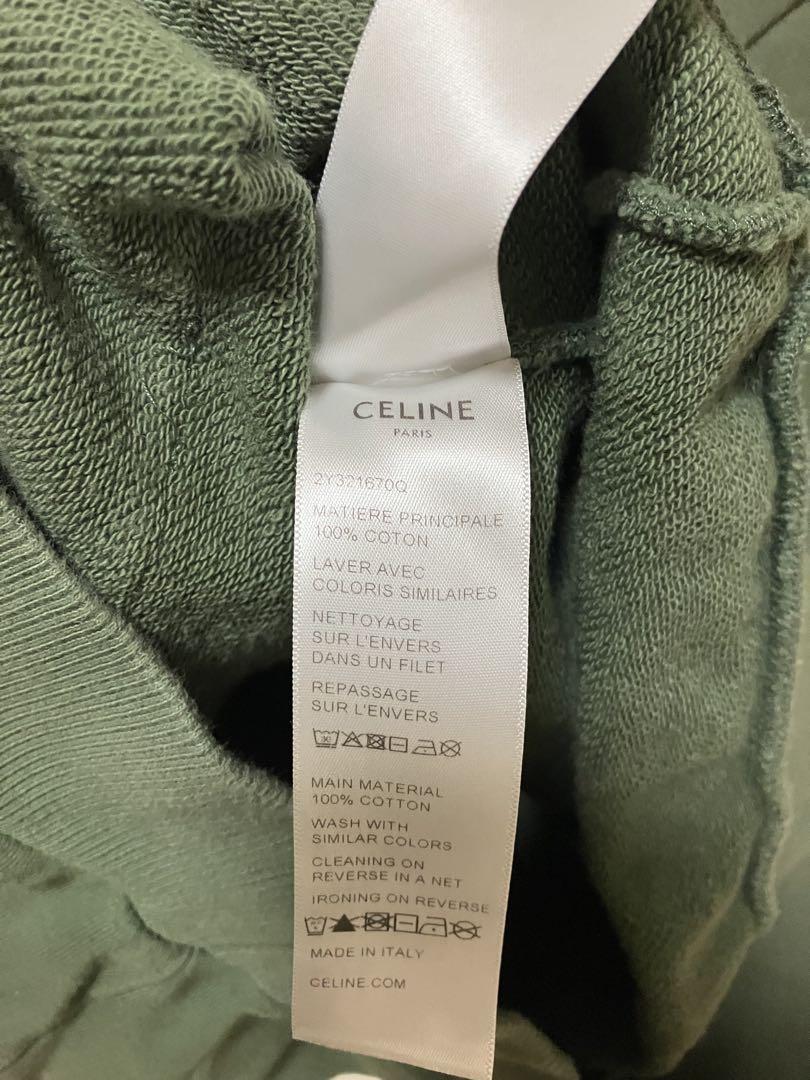 CELINE
PARIS
2Y321670Q
MATIERE PRINCIPALE
100% COTON
LAVER AVEC
COLORIS SIMILAIRES
NETTOYAGE
SUR L'ENVERS
DANS UN FILET
REPASSAGE
SUR L'ENVERS
MAIN MATERIAL
100% COTTON
WASH WITH
SIMILAR COLORS
CLEANING ON
REVERSE IN A NET
IRONING ON REVERSE
MADE IN ITALY
CELINE.COM